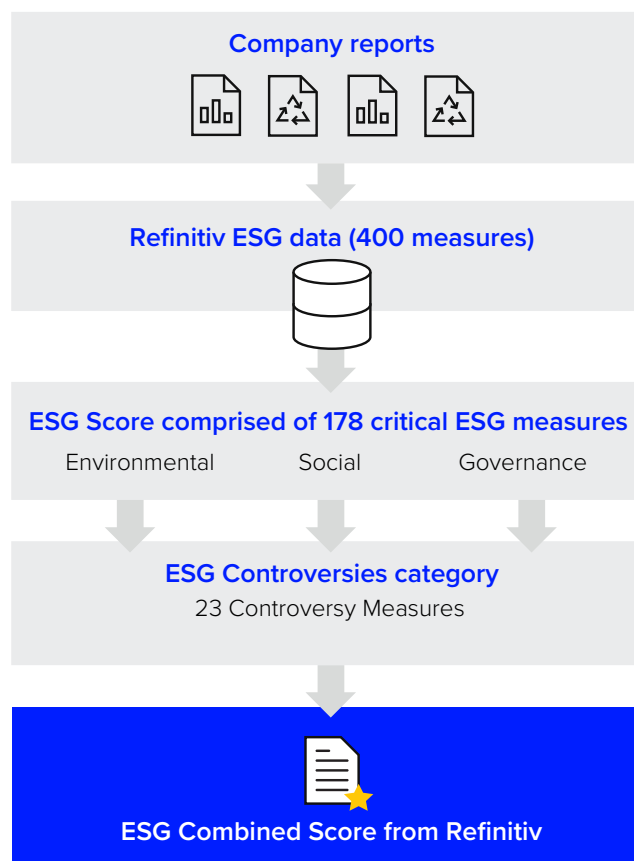 Company reports
Refinitiv ESG data (400 measures)
ESG Score comprised of 178 critical ESG measures
Environmental Social Governance
ESG Controversies category
23 Controversy Measures
ESG Combined Score from Refinitiv